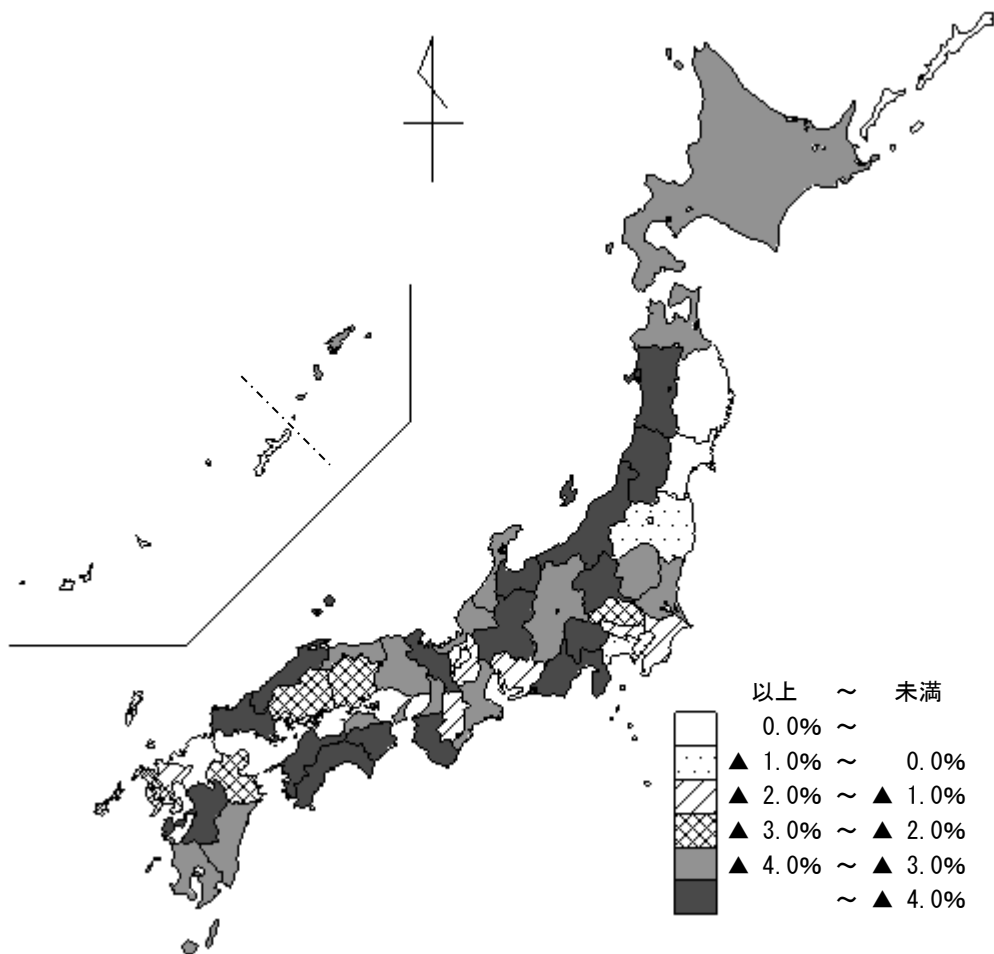 以上 ～ 未満
0.0% ～
▲ 1.0% ～ 0.0%
▲ 2.0% ～ ▲ 1.0%
▲ 3.0% ～ ▲ 2.0%
▲ 4.0% ～ ▲ 3.0%
～ ▲ 4.0%